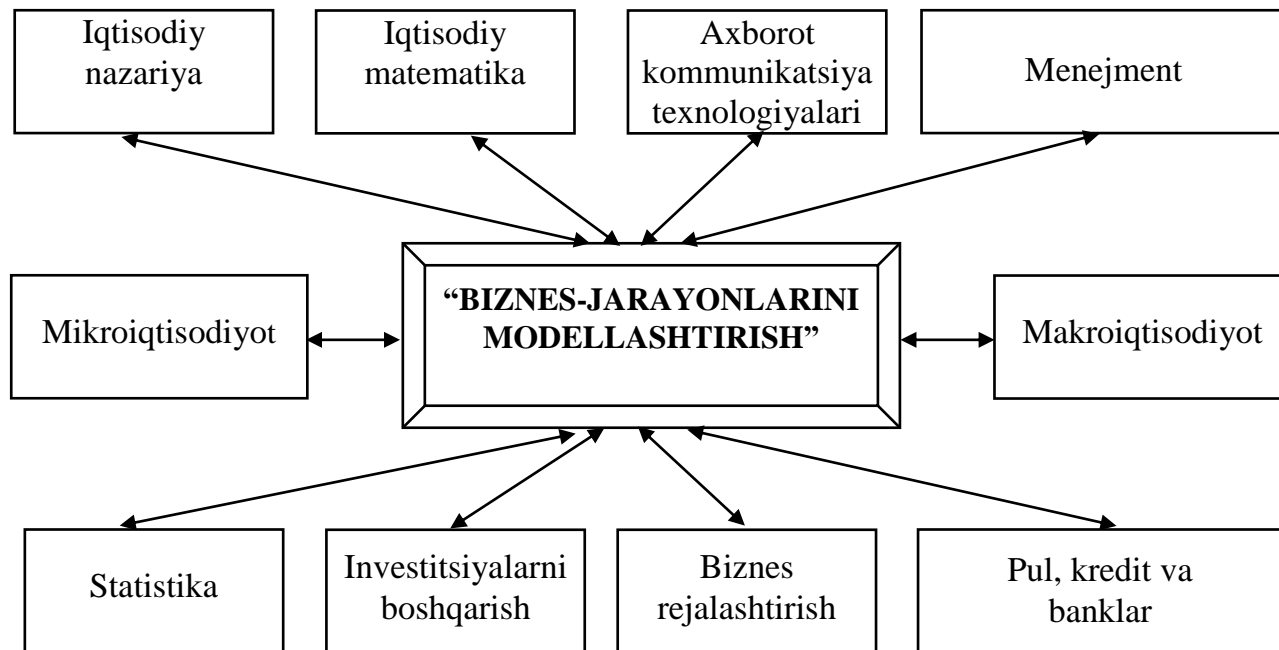 Iqtisodiy
nazariya
Iqtisodiy
matematika
Axborot
kommunikatsiya
texnologiyalari
Menejment
Mikroiqtisodiyot
“BIZNES-JARAYONLARINI
MODELLASHTIRISH”
Makroiqtisodiyot
Statistika
Investitsiyalarni
boshqarish
Biznes
rejalashtirish
Pul, kredit va
banklar